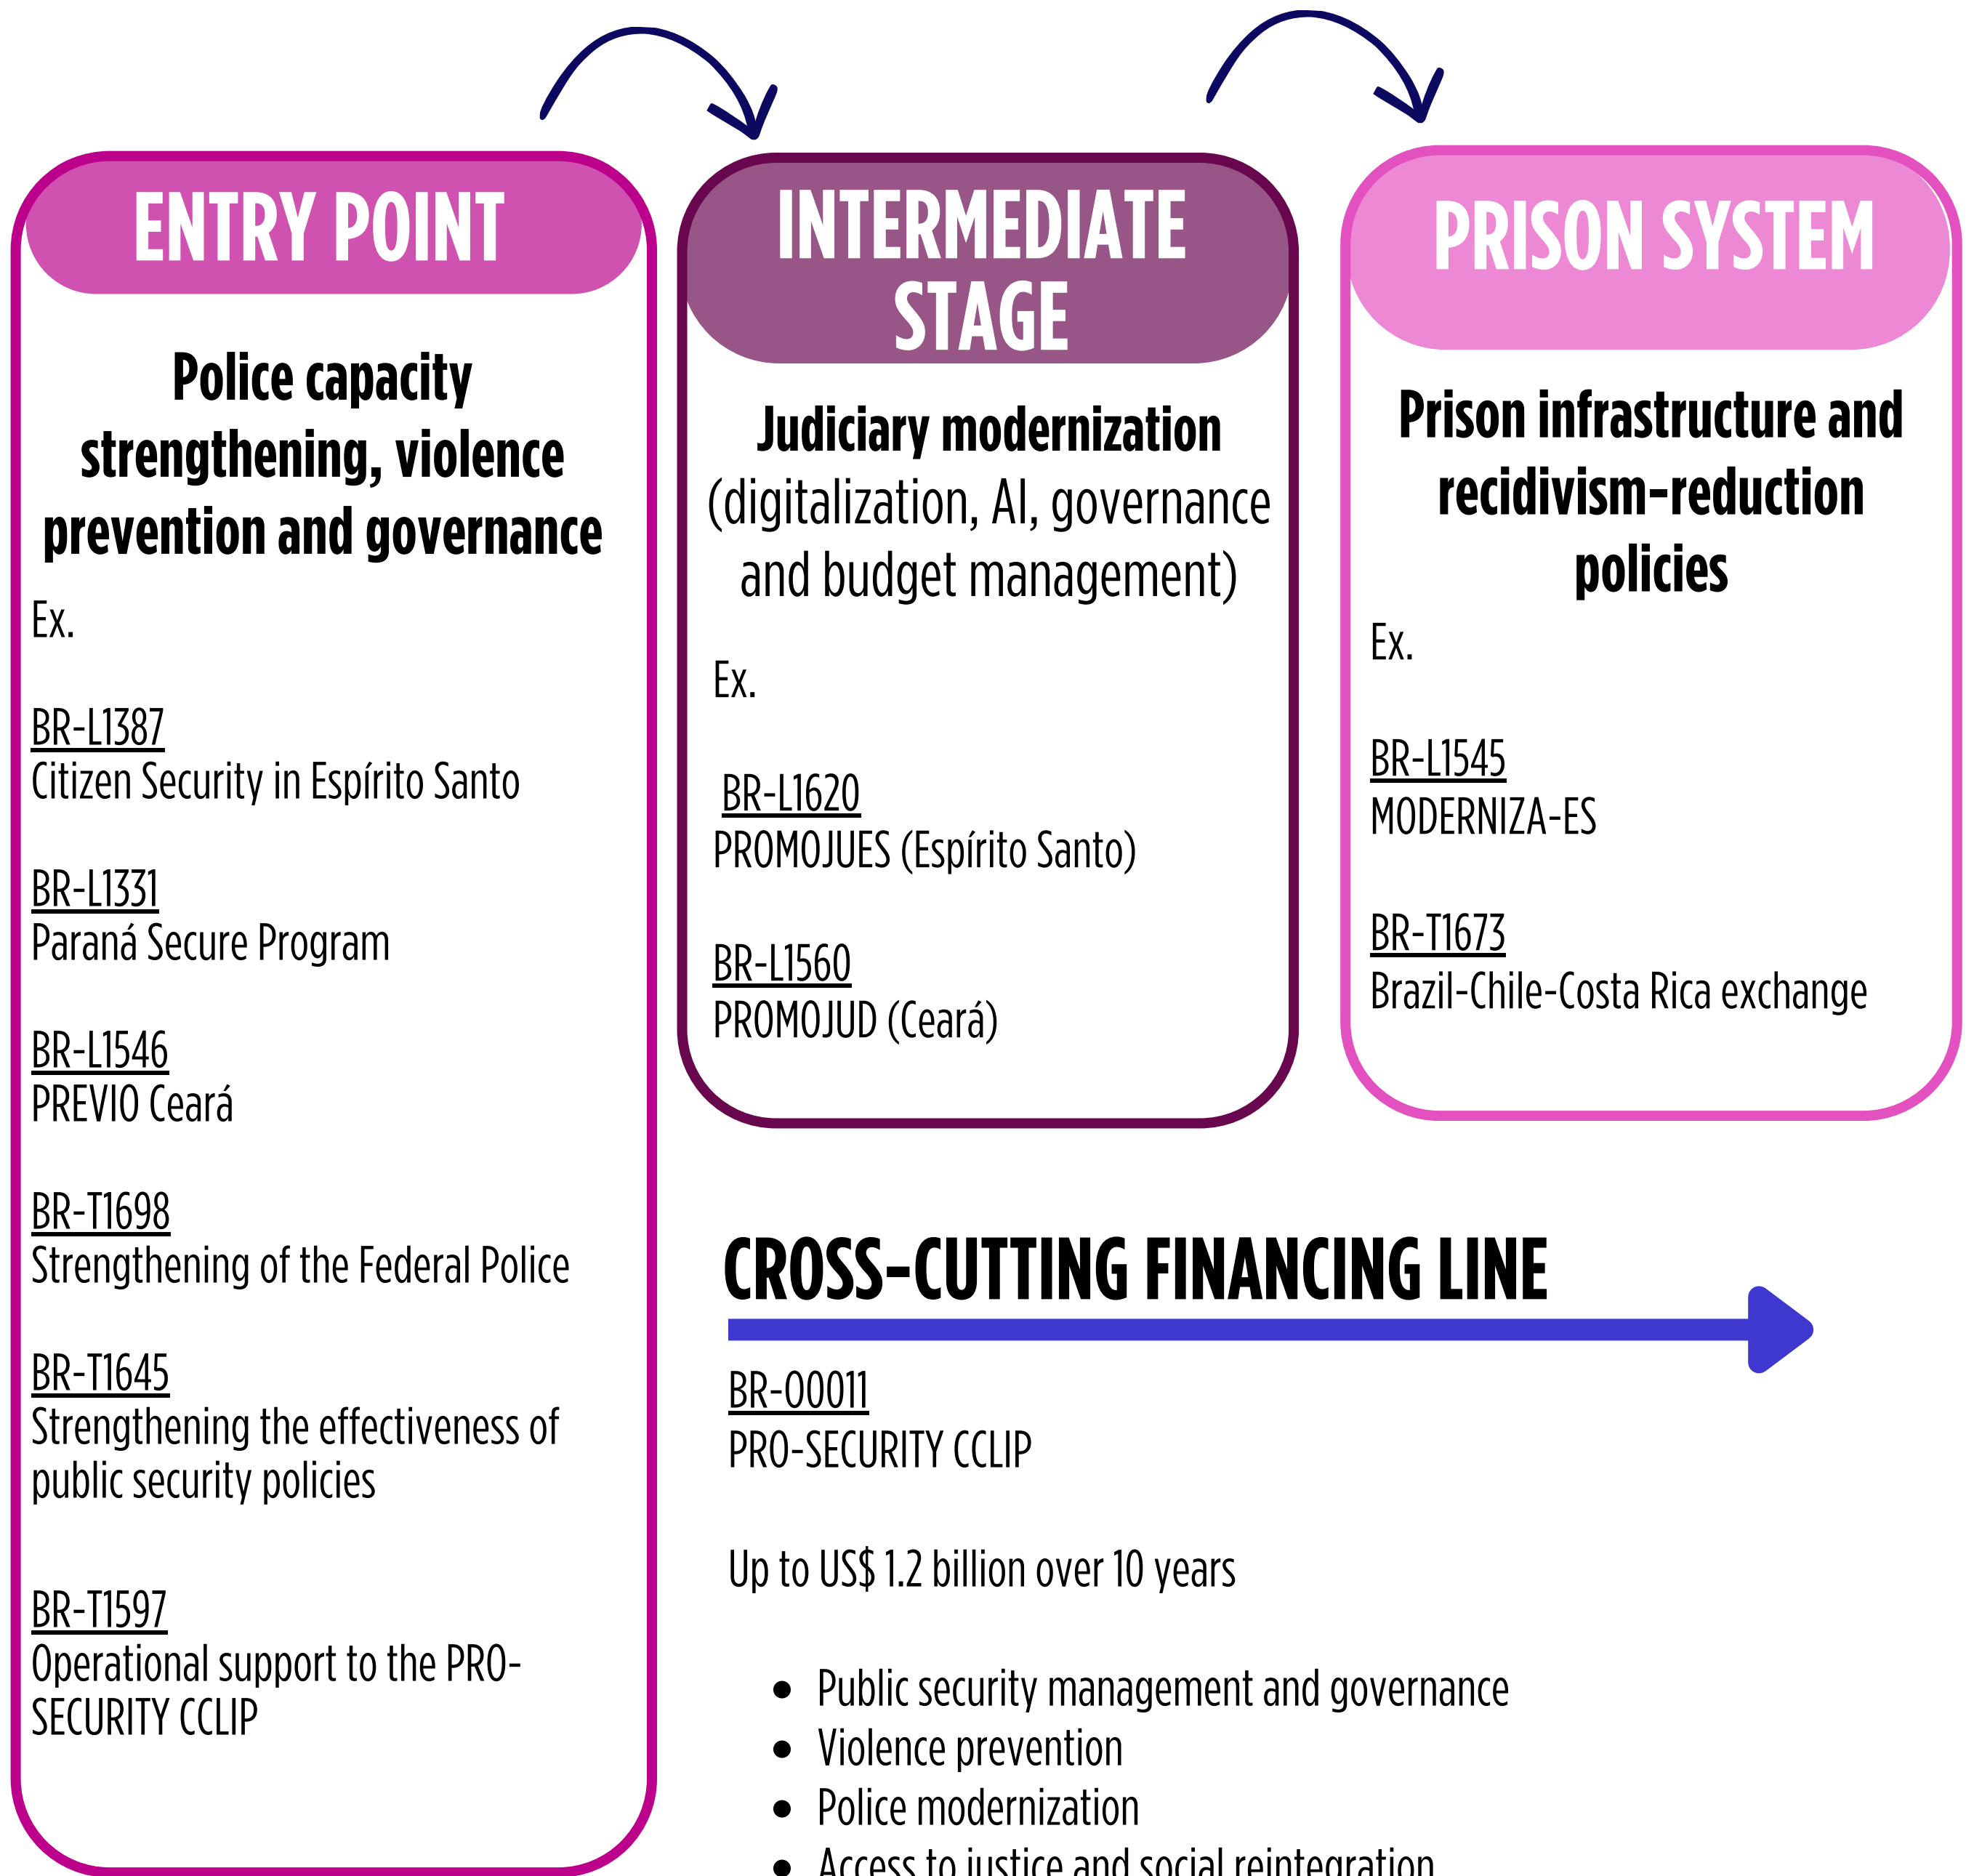 ENTRY POINT
Police capacity
strengthening, violence
prevention and governance
Ex.
BR-L1387
Citizen Security in Espírito Santo
BR-L1331
Paraná Secure Program
BR-L1546
PREVIO Ceará
BR-T1698
Strengthening of the Federal Police
BR-T1645
Strengthening the effectiveness of
public security policies
BR-T1597
Operational support to the PRO-
SECURITY CCLIP
INTERMEDIATE
STAGE
Judiciary modernization
(digitalization, AI, governance
and budget management)
Ex.
BR-L1620
PROMOJUES (Espírito Santo)
BR-L1560
PROMOJUD (Ceará)
PRISON SYSTEM
Prison infrastructure and
recidivism-reduction
policies
Ex.
BR-L1545
MODERNIZA-ES
BR-T1673
Brazil-Chile-Costa Rica exchange
CROSS-CUTTING FINANCING LINE
BR-O0011
PRO-SECURITY CCLIP
Up to US$ 1.2 billion over 10 years
• Public security management and governance
• Violence prevention
• Police modernization
• Access to justice and social reintegration